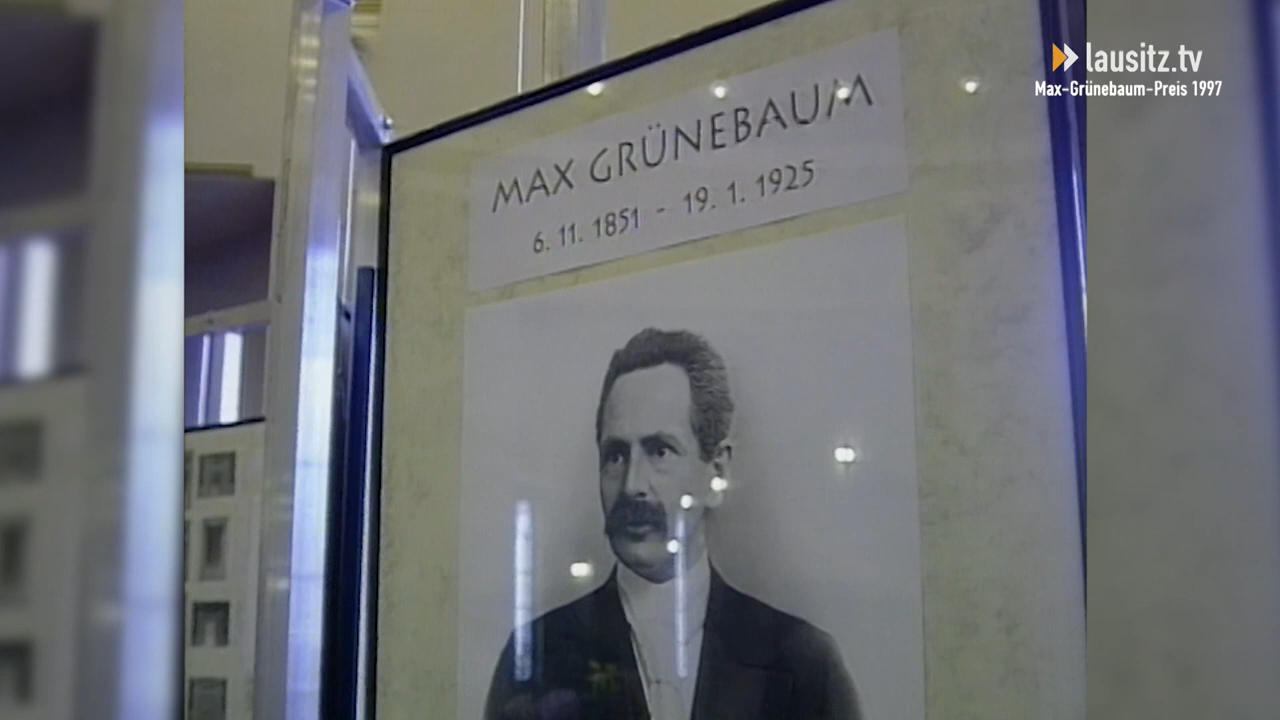 MAX GRÜNEBAUM
6. 11. 1851 - 19. 1. 1925
lausitz.tv
Max-Grünebaum-Preis 1997